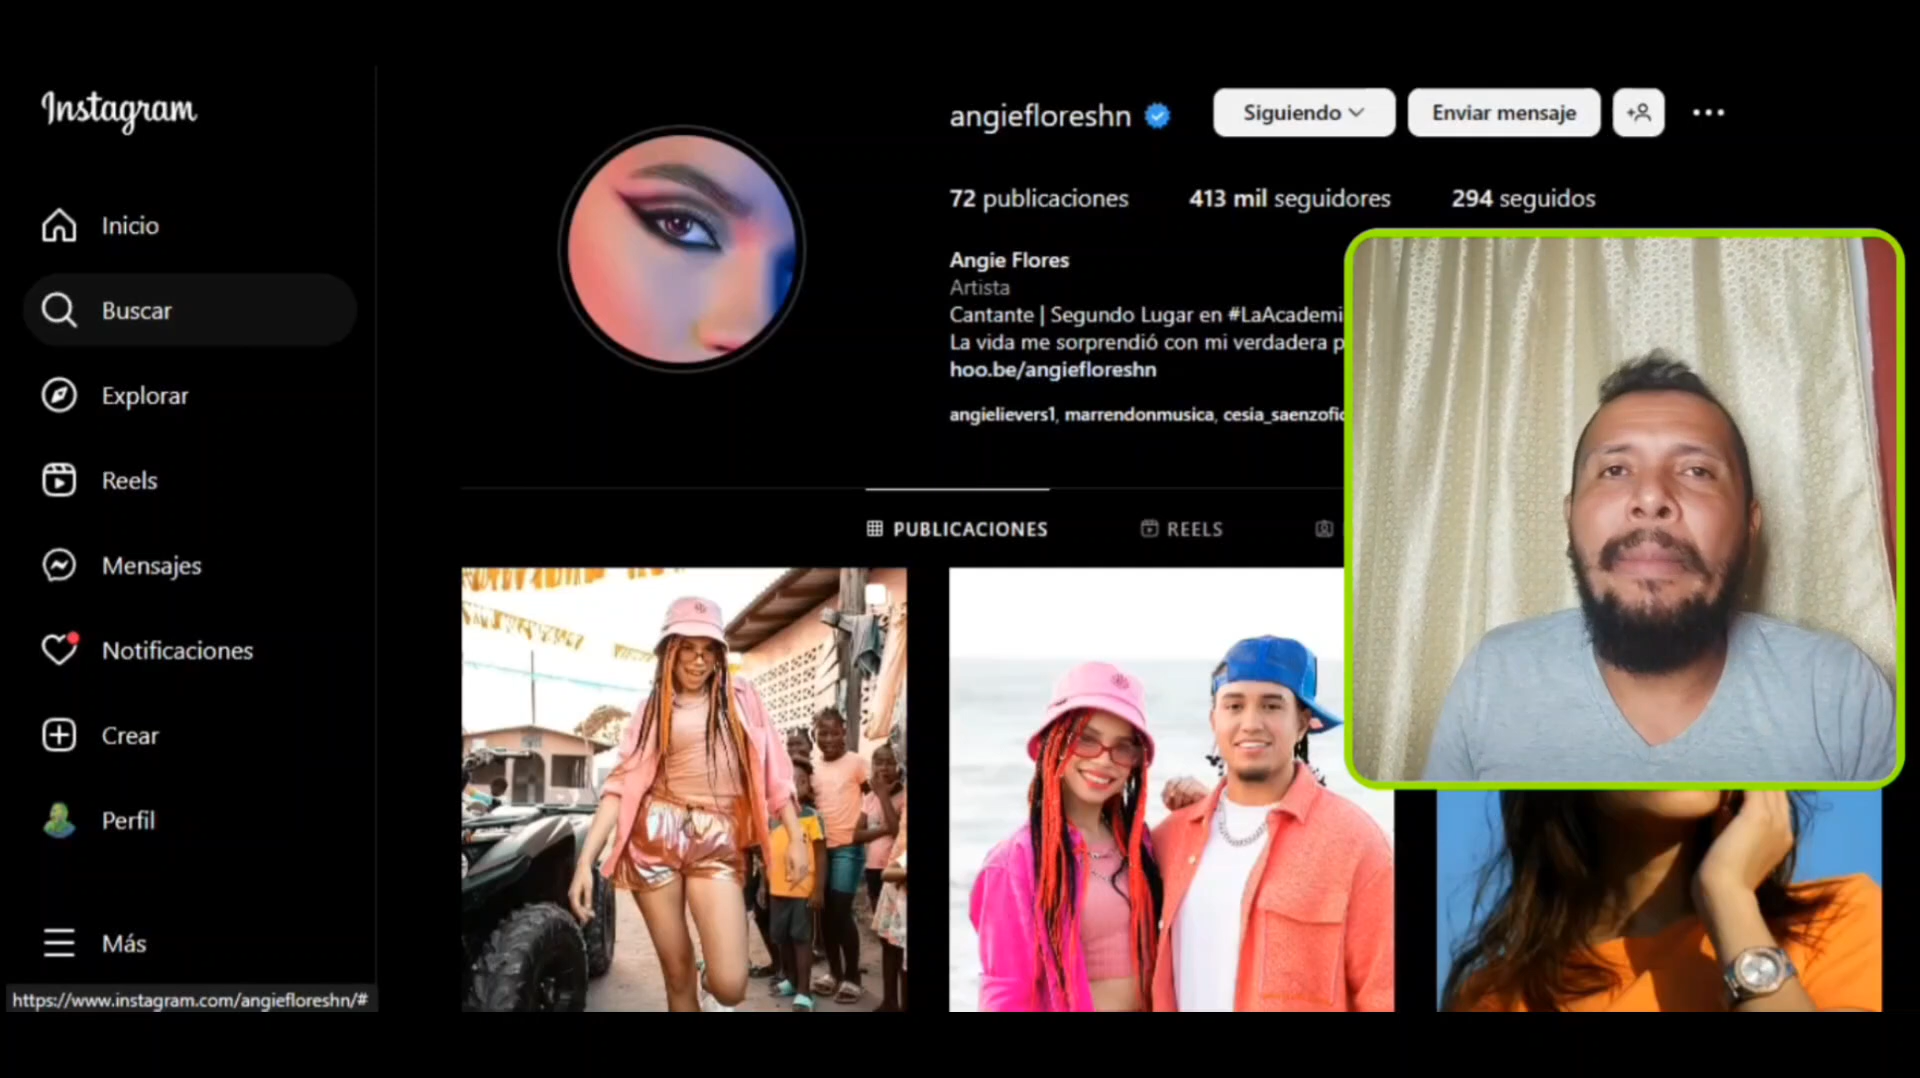 Instagram
Inicio
Buscar
Explorar
Reels
Mensajes
Notificaciones
Crear
Perfil
Más
https://www.instagram.com/angiefloreshn/#
angiefloreshn
Siguiendo
Enviar mensaje
72 publicaciones
413 mil seguidores
294 seguidos
Angie Flores
Artista
Cantante | Segundo Lugar en #LaAcademi
La vida me sorprendió con mi verdadera p
hoo.be/angiefloreshn
angielievers1, marrendonmusica, cesia_saenzofic
PUBLICACIONES
REELS